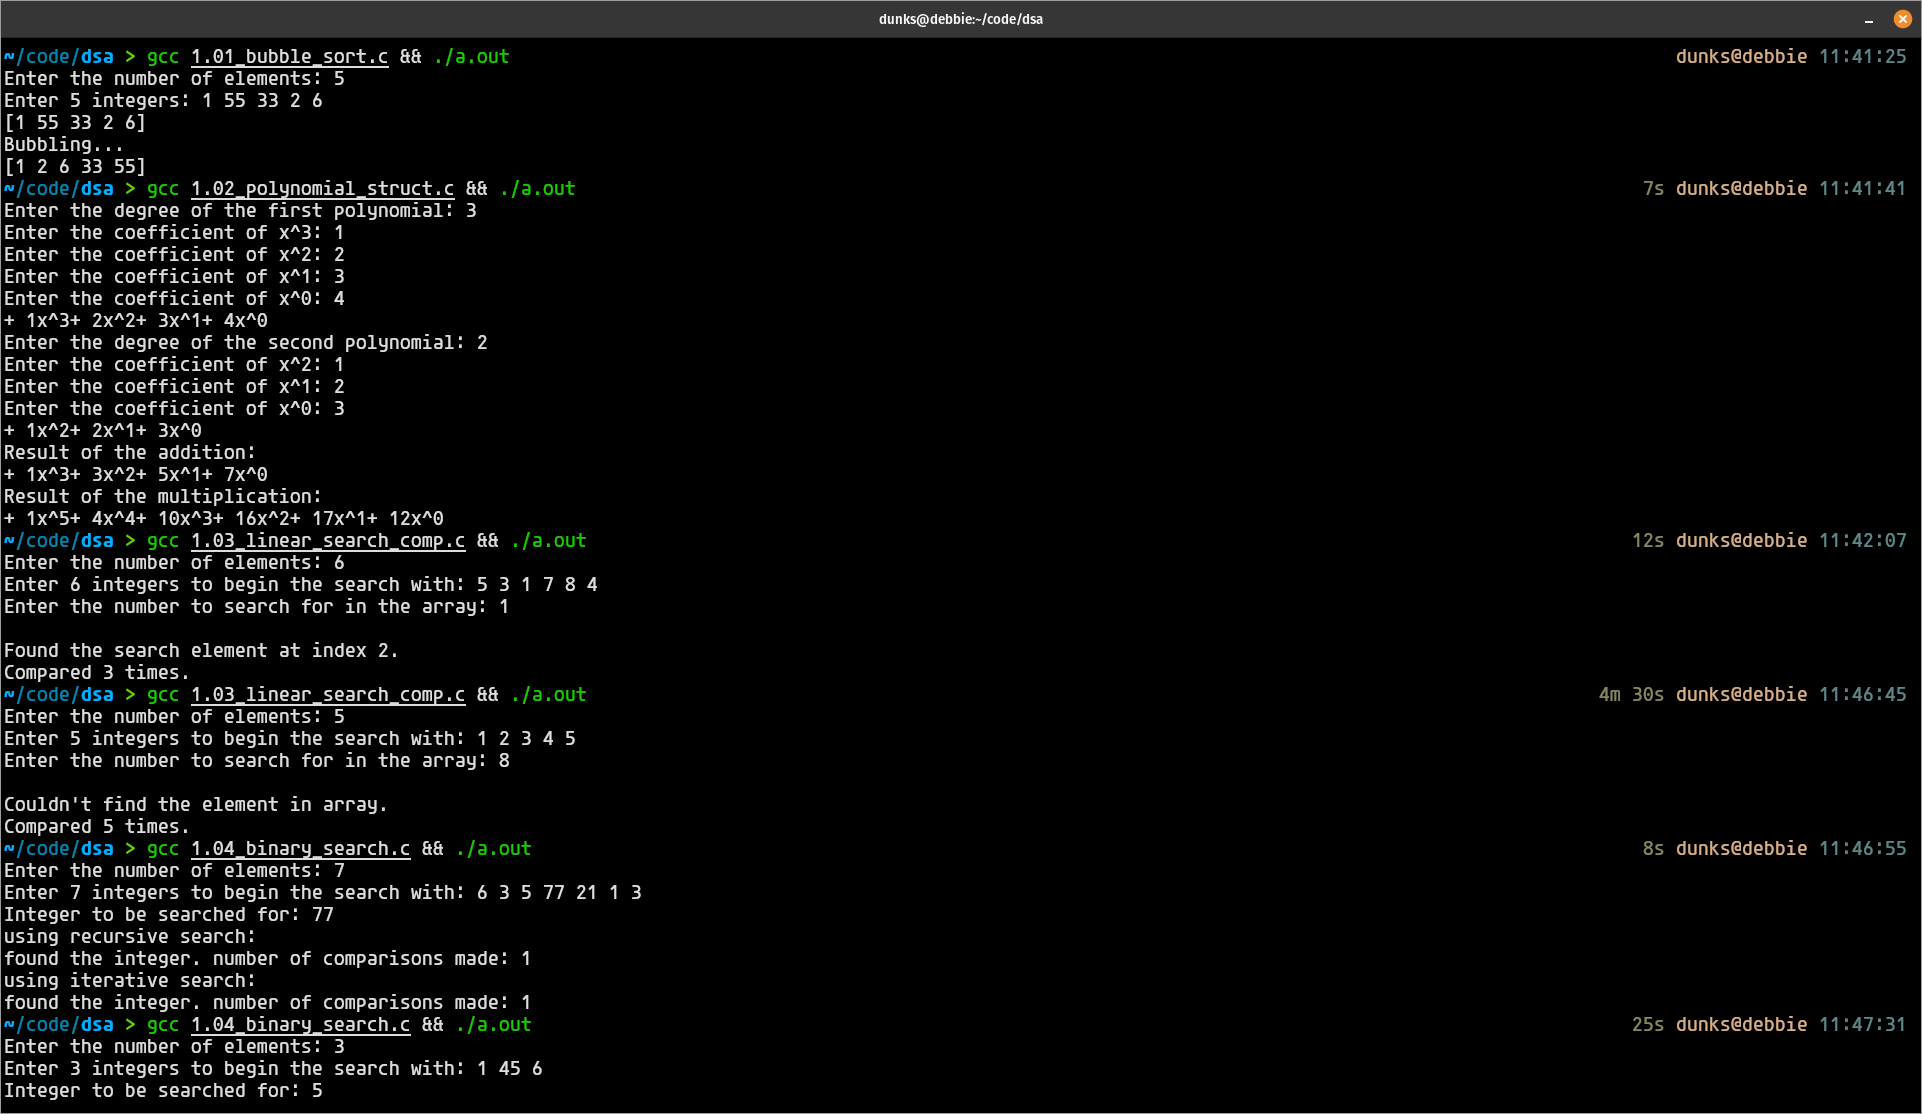 dunks@debbie:~/code/dsa
~/code/dsa > gcc 1.01_bubble_sort.c && ./a.out dunks@debbie 11:41:25
Enter the number of elements: 5
Enter 5 integers: 1 55 33 2 6
[1 55 33 2 6]
Bubbling...
[1 2 6 33 55]
~/code/dsa > gcc 1.02_polynomial_struct.c && ./a.out 7s dunks@debbie 11:41:41
Enter the degree of the first polynomial: 3
Enter the coefficient of x^3: 1
Enter the coefficient of x^2: 2
Enter the coefficient of x^1: 3
Enter the coefficient of x^0: 4
+ 1x^3+ 2x^2+ 3x^1+ 4x^0
Enter the degree of the second polynomial: 2
Enter the coefficient of x^2: 1
Enter the coefficient of x^1: 2
Enter the coefficient of x^0: 3
+ 1x^2+ 2x^1+ 3x^0
Result of the addition:
+ 1x^3+ 3x^2+ 5x^1+ 7x^0
Result of the multiplication:
+ 1x^5+ 4x^4+ 10x^3+ 16x^2+ 17x^1+ 12x^0
~/code/dsa > gcc 1.03_linear_search_comp.c && ./a.out 12s dunks@debbie 11:42:07
Enter the number of elements: 6
Enter 6 integers to begin the search with: 5 3 1 7 8 4
Enter the number to search for in the array: 1
Found the search element at index 2.
Compared 3 times.
~/code/dsa > gcc 1.03_linear_search_comp.c && ./a.out 4m 30s dunks@debbie 11:46:45
Enter the number of elements: 5
Enter 5 integers to begin the search with: 1 2 3 4 5
Enter the number to search for in the array: 8
Couldn't find the element in array.
Compared 5 times.
~/code/dsa > gcc 1.04_binary_search.c && ./a.out 8s dunks@debbie 11:46:55
Enter the number of elements: 7
Enter 7 integers to begin the search with: 6 3 5 77 21 1 3
Integer to be searched for: 77
using recursive search:
found the integer. number of comparisons made: 1
using iterative search:
found the integer. number of comparisons made: 1
~/code/dsa > gcc 1.04_binary_search.c && ./a.out 25s dunks@debbie 11:47:31
Enter the number of elements: 3
Enter 3 integers to begin the search with: 1 45 6
Integer to be searched for: 5